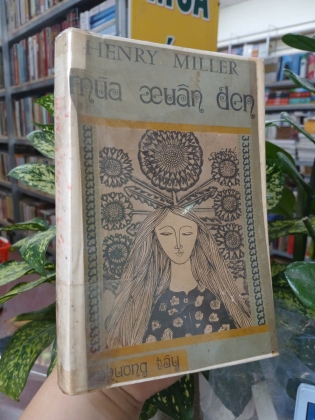 HENRY MILLER
mùa xuân đen
phương tây